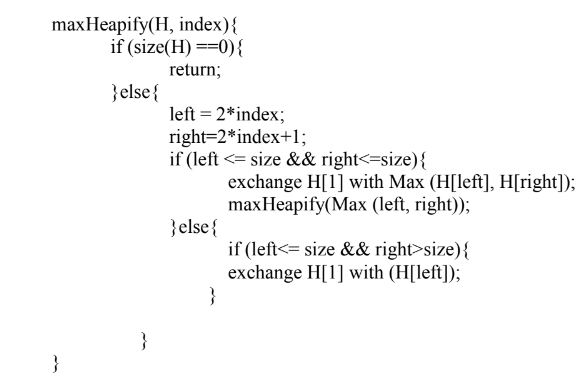 maxHeapify(H, index){
if (size(H) ==0){
return;
}else{
left = 2*index;
right=2*index+1;
if (left <= size && right<=size){
exchange H[1] with Max (H[left], H[right]);
maxHeapify(Max (left, right));
}else{
if (left<= size && right>size){
exchange H[1] with (H[left]);
}
}
}